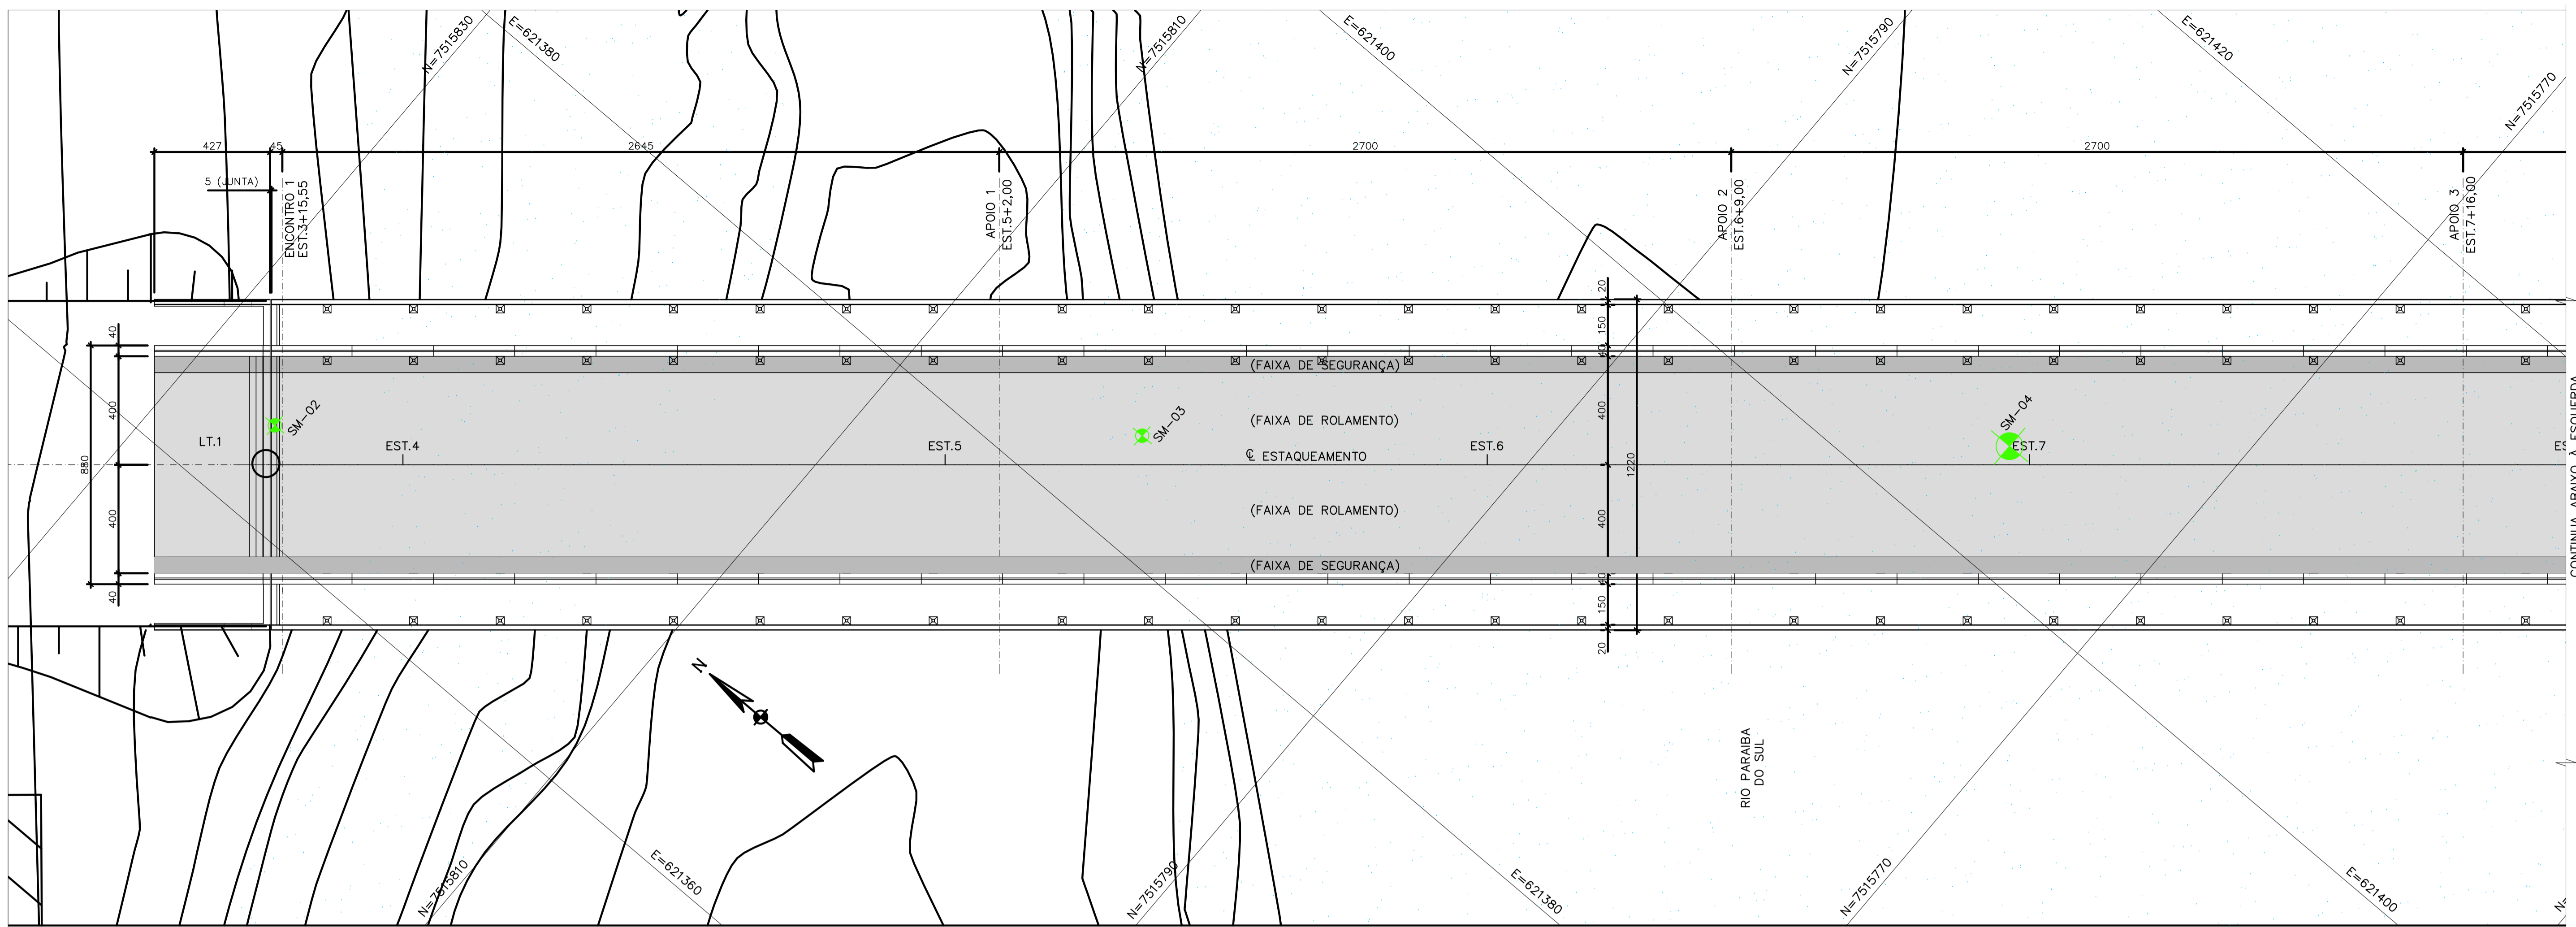 N=7515830
E=621380
N=7515810
E=621400
N=7515790
E=621420
N=7515770
427
45
2645
2700
2700
5 (JUNTA)
ENCONTRO 1
EST.3+15,55
APOIO 1
EST.5+2,00
APOIO 2
EST.6+9,00
APOIO 3
EST.7+16,00
20
150
40
40
(FAIXA DE SEGURANÇA)
400
SM-02
SM-03
(FAIXA DE ROLAMENTO)
400
SM-04
LT.1
EST.4
EST.5
EST.6
EST.7
℄ ESTAQUEAMENTO
880
1220
400
(FAIXA DE ROLAMENTO)
400
(FAIXA DE SEGURANÇA)
40
40
150
20
CONTINUA ABAIXO À ESQUERDA
N
RIO PARAIBA
DO SUL
N=7515810
E=621360
N=7515790
E=621380
N=7515770
E=621400